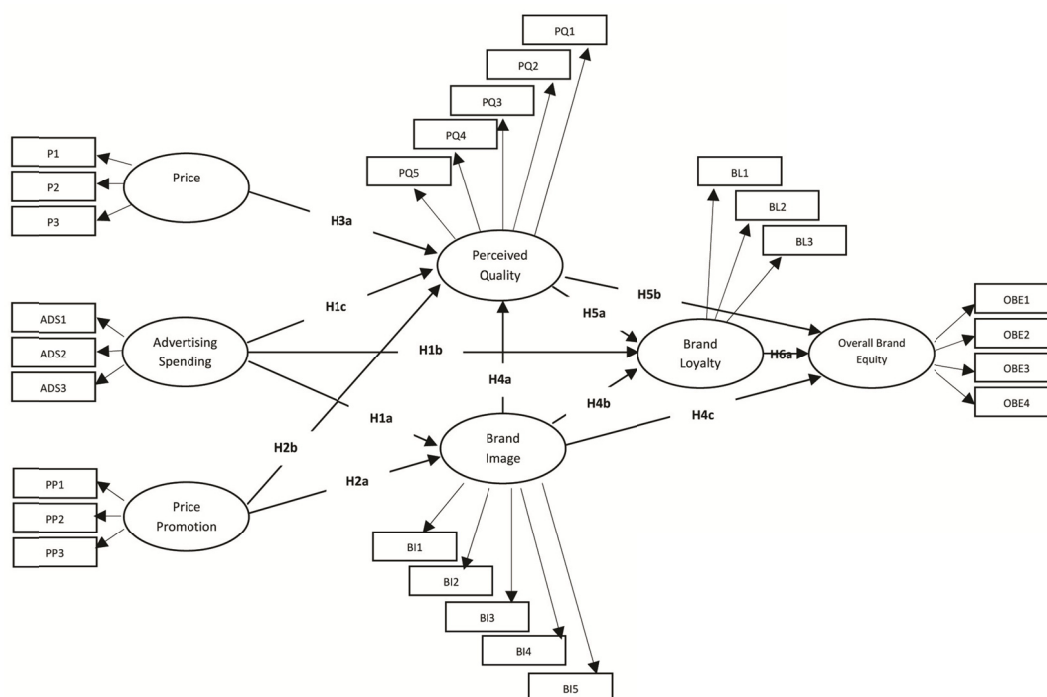 PQ1
PQ2
PQ3
PQ4
PQ5
P1
P2
P3
Price
H3a
Perceived
Quality
BL1
BL2
BL3
H5b
H5a
H1c
ADS1
ADS2
ADS3
Advertising
Spending
H1b
Brand
Loyalty
H6a
Overall Brand
Equity
OBE1
OBE2
OBE3
OBE4
H4a
H4b
H4c
H1a
H2b
Brand
Image
H2a
PP1
PP2
PP3
Price
Promotion
BI1
BI2
BI3
BI4
BI5